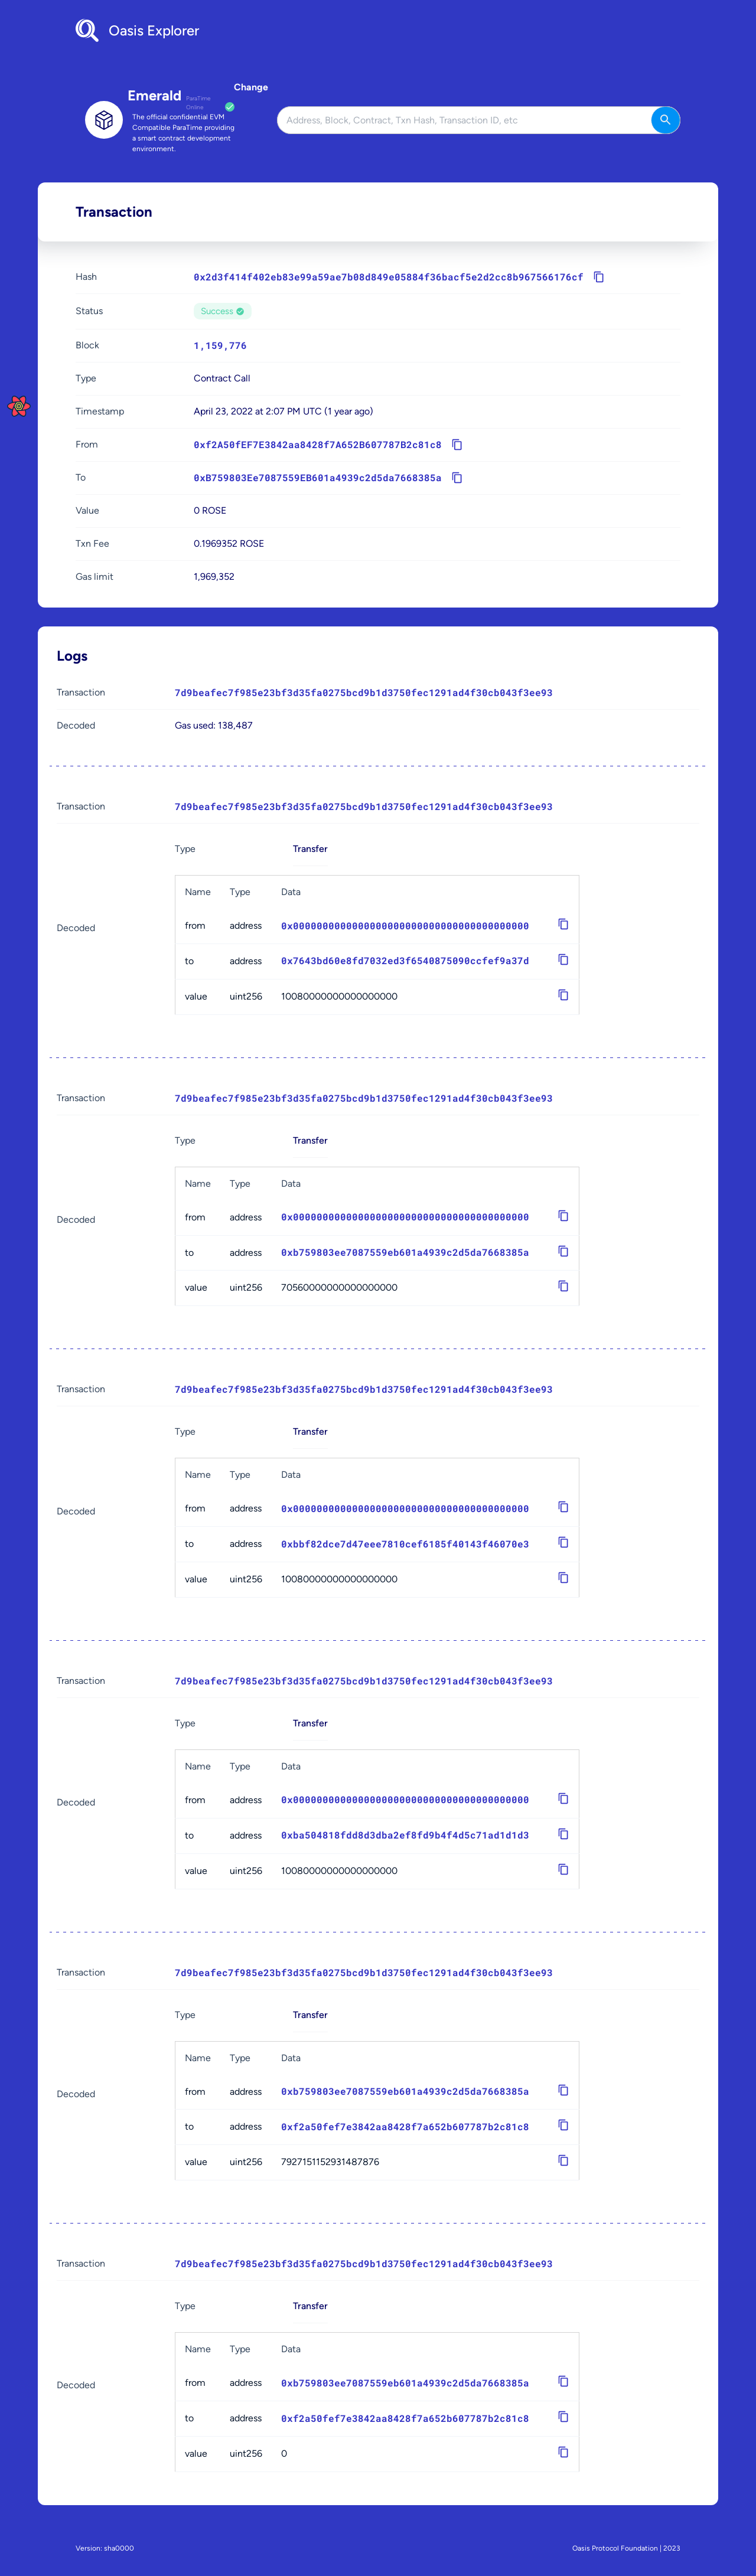 Oasis Explorer
Emerald
ParaTime
Online
Change
The official confidential EVM
Compatible ParaTime providing
a smart contract development
environment.
Address, Block, Contract, Txn Hash, Transaction ID, etc
Transaction
Hash 0x2d3f414f402eb83e99a59ae7b08d849e05884f36bacf5e2d2cc8b967566176cf
Status Success
Block 1,159,776
Type Contract Call
Timestamp April 23, 2022 at 2:07 PM UTC (1 year ago)
From 0xf2A50fEF7E3842aa8428f7A652B607787B2c81c8
To 0xB759803Ee7087559EB601a4939c2d5da7668385a
Value 0 ROSE
Txn Fee 0.1969352 ROSE
Gas limit 1,969,352
Logs
Transaction 7d9beafec7f985e23bf3d35fa0275bcd9b1d3750fec1291ad4f30cb043f3ee93
Decoded Gas used: 138,487
Transaction 7d9beafec7f985e23bf3d35fa0275bcd9b1d3750fec1291ad4f30cb043f3ee93
Type Transfer
Name Type Data
from address 0x0000000000000000000000000000000000000000
Decoded
to address 0x7643bd60e8fd7032ed3f6540875090ccfef9a37d
value uint256 10080000000000000000
Transaction 7d9beafec7f985e23bf3d35fa0275bcd9b1d3750fec1291ad4f30cb043f3ee93
Type Transfer
Name Type Data
from address 0x0000000000000000000000000000000000000000
Decoded
to address 0xb759803ee7087559eb601a4939c2d5da7668385a
value uint256 70560000000000000000
Transaction 7d9beafec7f985e23bf3d35fa0275bcd9b1d3750fec1291ad4f30cb043f3ee93
Type Transfer
Name Type Data
from address 0x0000000000000000000000000000000000000000
Decoded
to address 0xbbf82dce7d47eee7810cef6185f40143f46070e3
value uint256 10080000000000000000
Transaction 7d9beafec7f985e23bf3d35fa0275bcd9b1d3750fec1291ad4f30cb043f3ee93
Type Transfer
Name Type Data
from address 0x0000000000000000000000000000000000000000
Decoded
to address 0xba504818fdd8d3dba2ef8fd9b4f4d5c71ad1d1d3
value uint256 10080000000000000000
Transaction 7d9beafec7f985e23bf3d35fa0275bcd9b1d3750fec1291ad4f30cb043f3ee93
Type Transfer
Name Type Data
from address 0xb759803ee7087559eb601a4939c2d5da7668385a
Decoded
to address 0xf2a50fef7e3842aa8428f7a652b607787b2c81c8
value uint256 7927151152931487876
Transaction 7d9beafec7f985e23bf3d35fa0275bcd9b1d3750fec1291ad4f30cb043f3ee93
Type Transfer
Name Type Data
from address 0xb759803ee7087559eb601a4939c2d5da7668385a
Decoded
to address 0xf2a50fef7e3842aa8428f7a652b607787b2c81c8
value uint256 0
Version: sha0000 Oasis Protocol Foundation | 2023